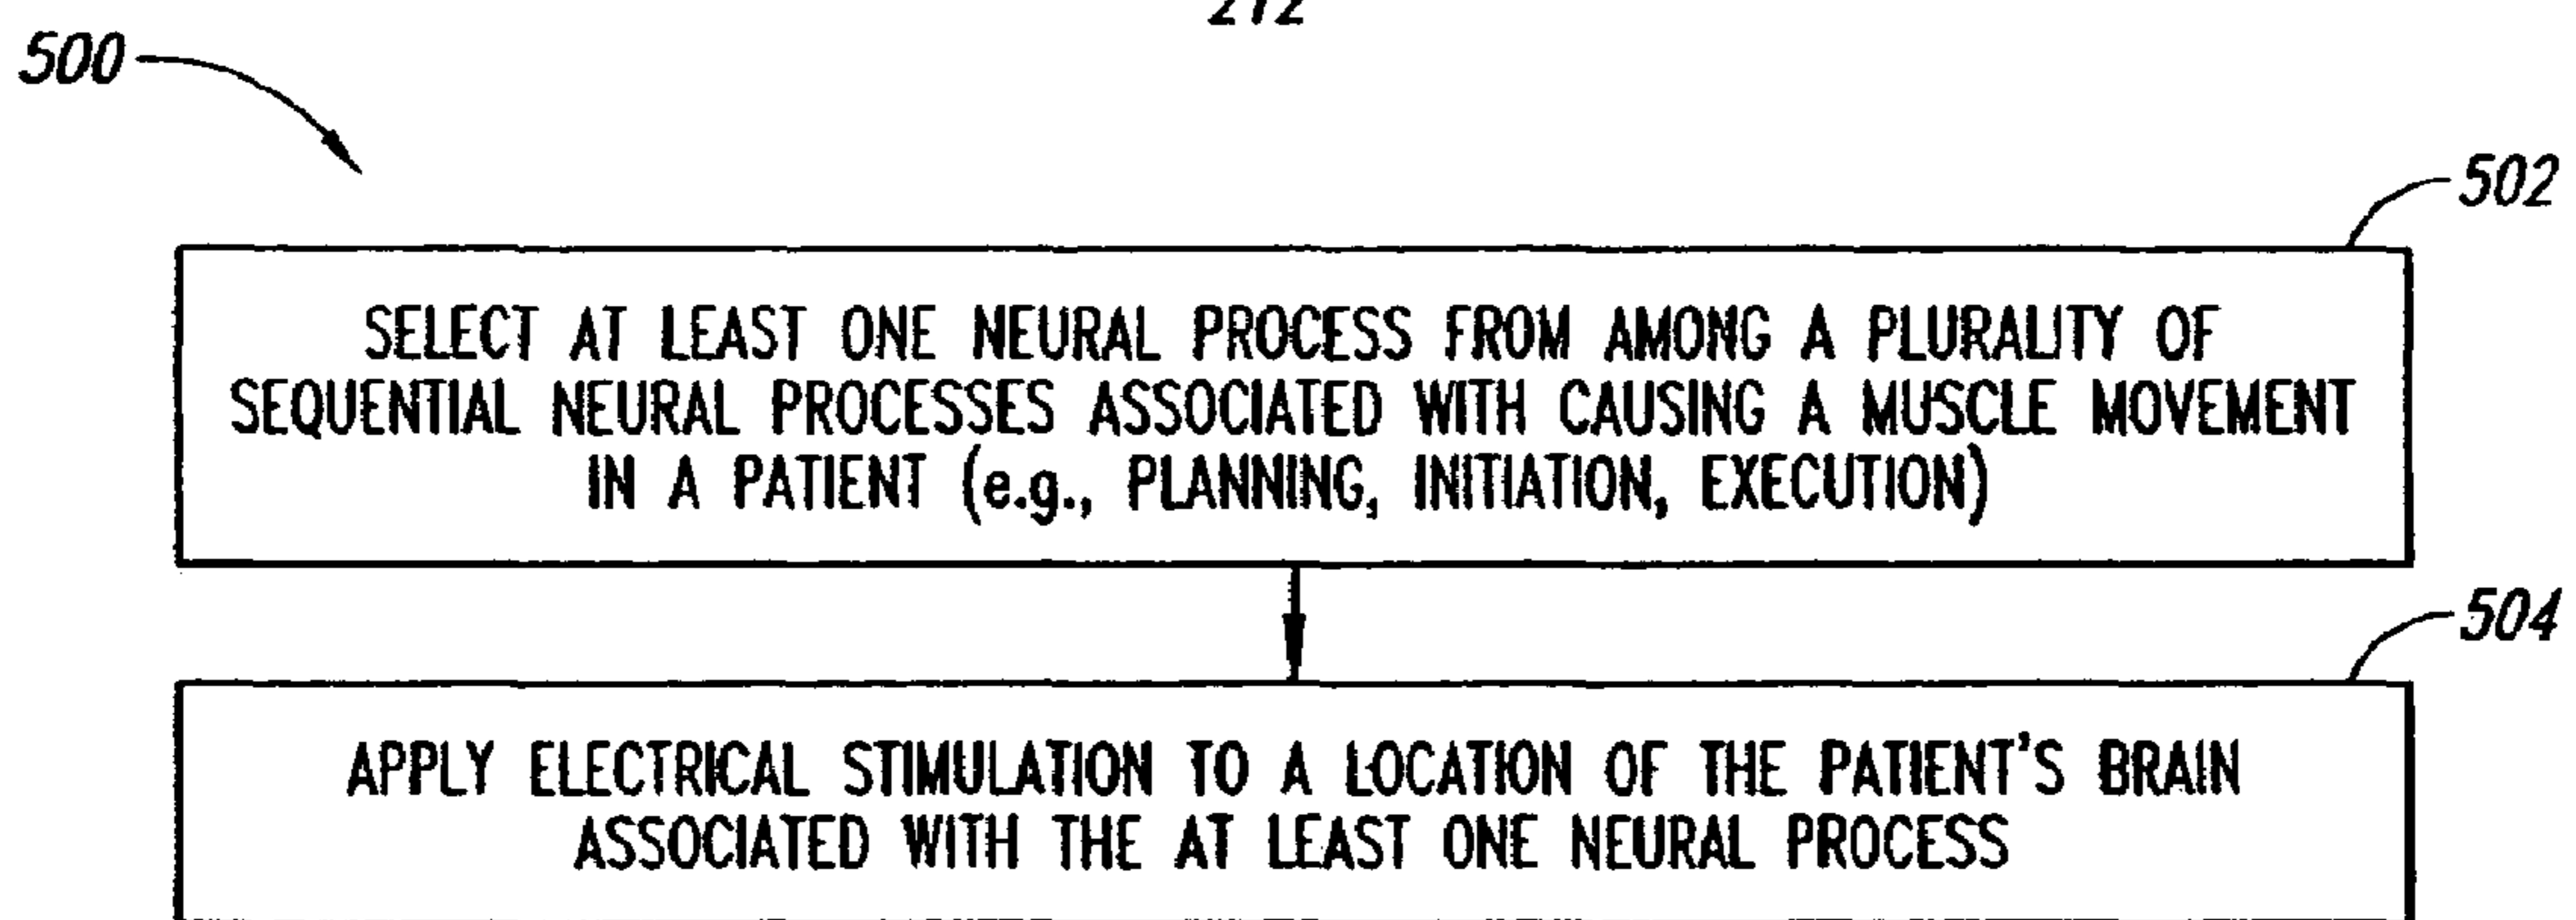 500
502
SELECT AT LEAST ONE NEURAL PROCESS FROM AMONG A PLURALITY OF
SEQUENTIAL NEURAL PROCESSES ASSOCIATED WITH CAUSING A MUSCLE MOVEMENT
IN A PATIENT (e.g., PLANNING, INITIATION, EXECUTION)
504
APPLY ELECTRICAL STIMULATION TO A LOCATION OF THE PATIENT'S BRAIN
ASSOCIATED WITH THE AT LEAST ONE NEURAL PROCESS